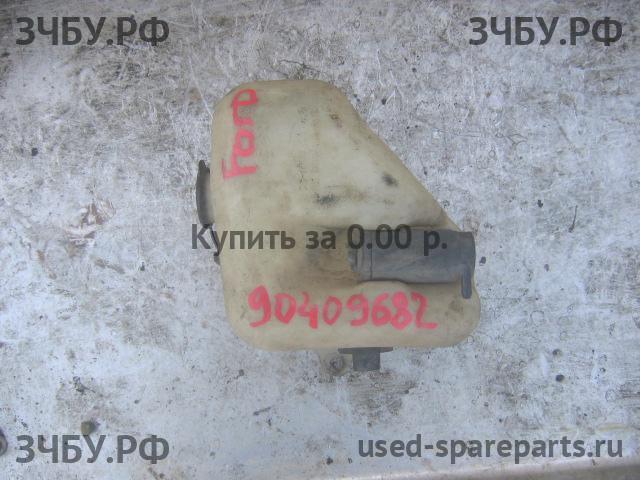 ЗЧБУ.РФ ЗЧБУ.РФ
Ford
Купить за 0.00 р.
90409682
ЗЧБУ.РФ used-spareparts.ru